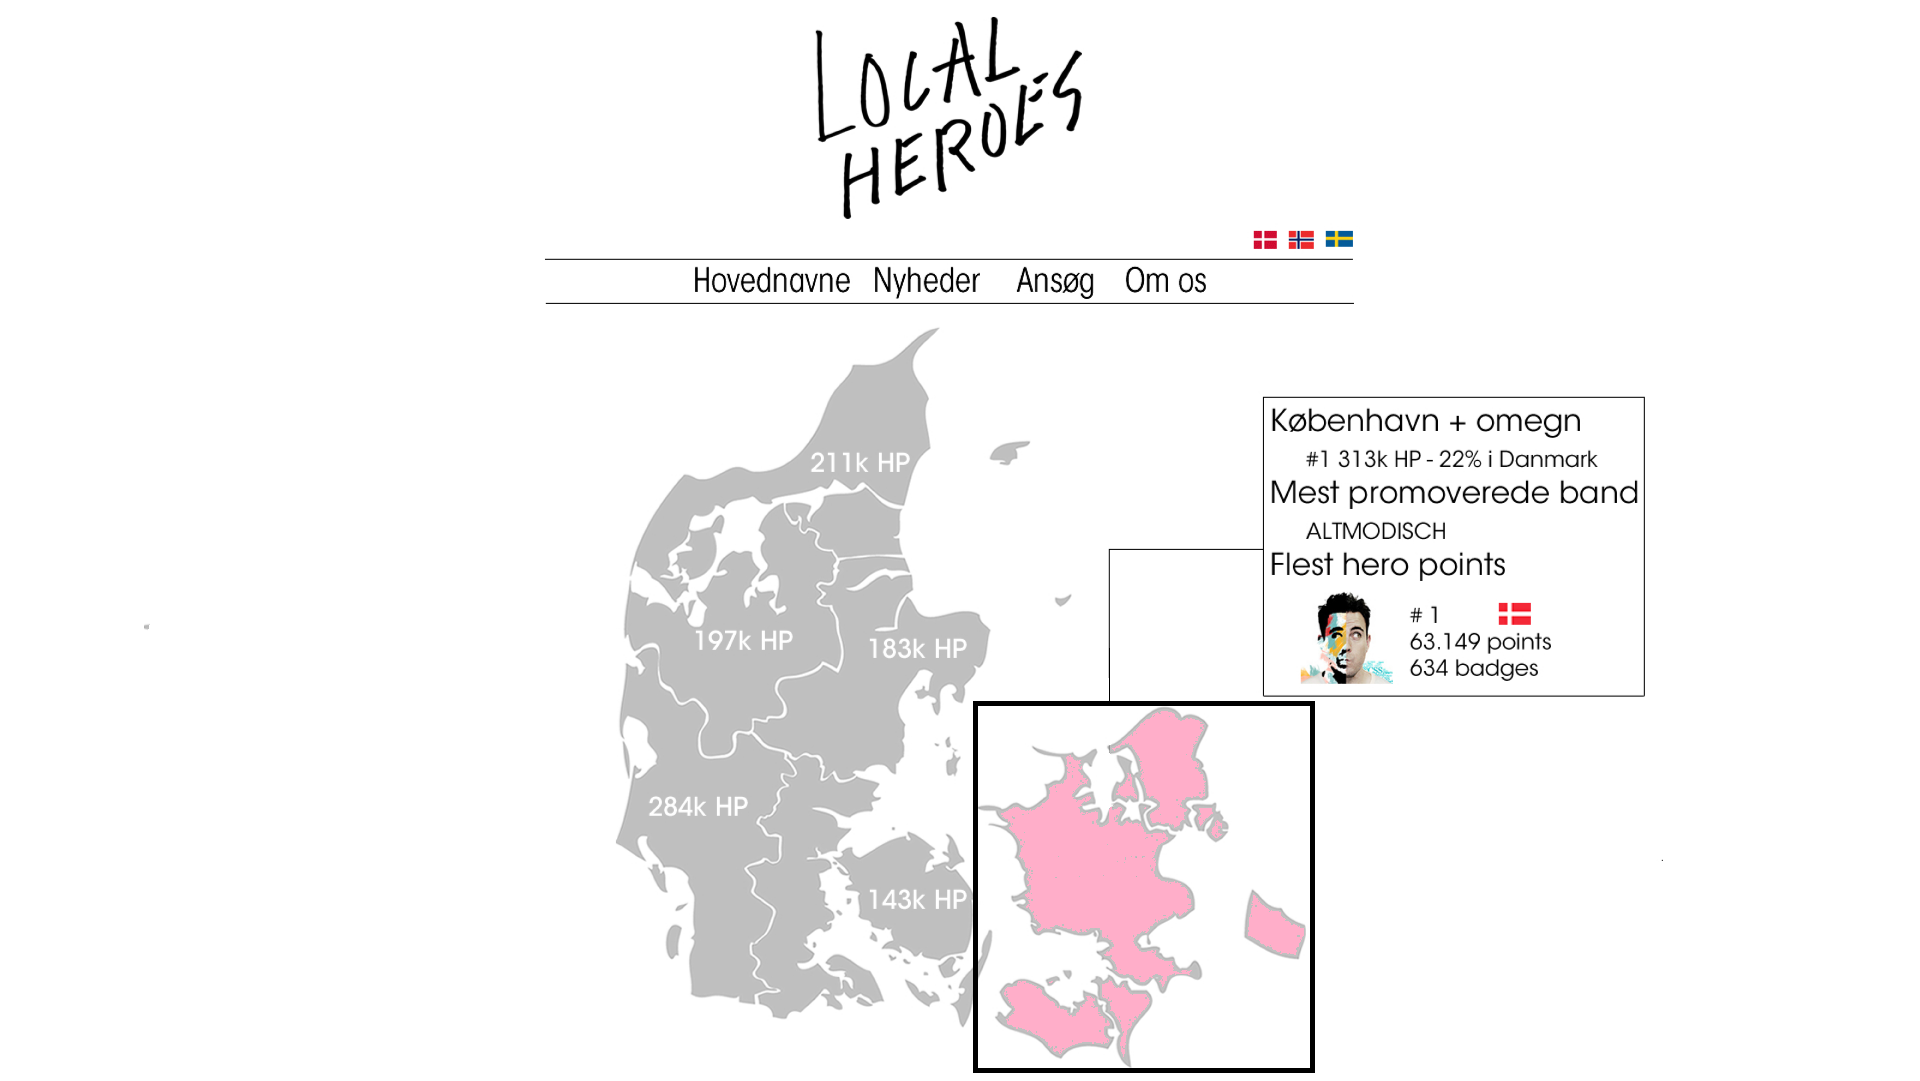 LOCAL
HEROES
Hovednavne Nyheder Ansøg Om os
211k HP
København + omegn
#1 313k HP - 22% i Danmark
Mest promoverede band
ALTMODISCH
Flest hero points
# 1
63.149 points
634 badges
197k HP
183k HP
284k HP
143k HP